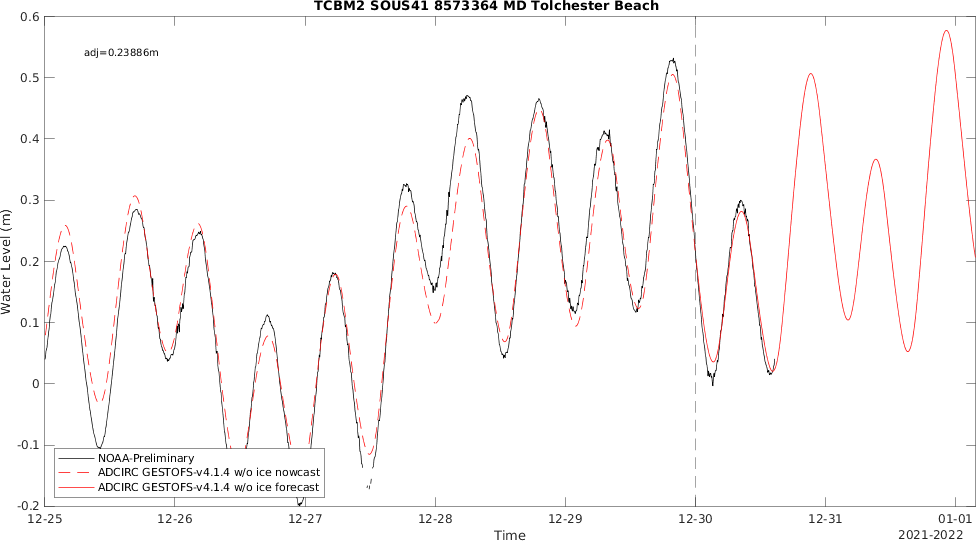 TCBM2 SOUS41 8573364 MD Tolchester Beach
adj=0.23886m
0.6
0.5
0.4
0.3
0.2
0.1
0
-0.1
-0.2
Water Level (m)
NOAA-Preliminary
ADCIRC GESTOFS-v4.1.4 w/o ice nowcast
ADCIRC GESTOFS-v4.1.4 w/o ice forecast
12-25 12-26 12-27 12-28 12-29 12-30 12-31 01-01
Time
2021-2022